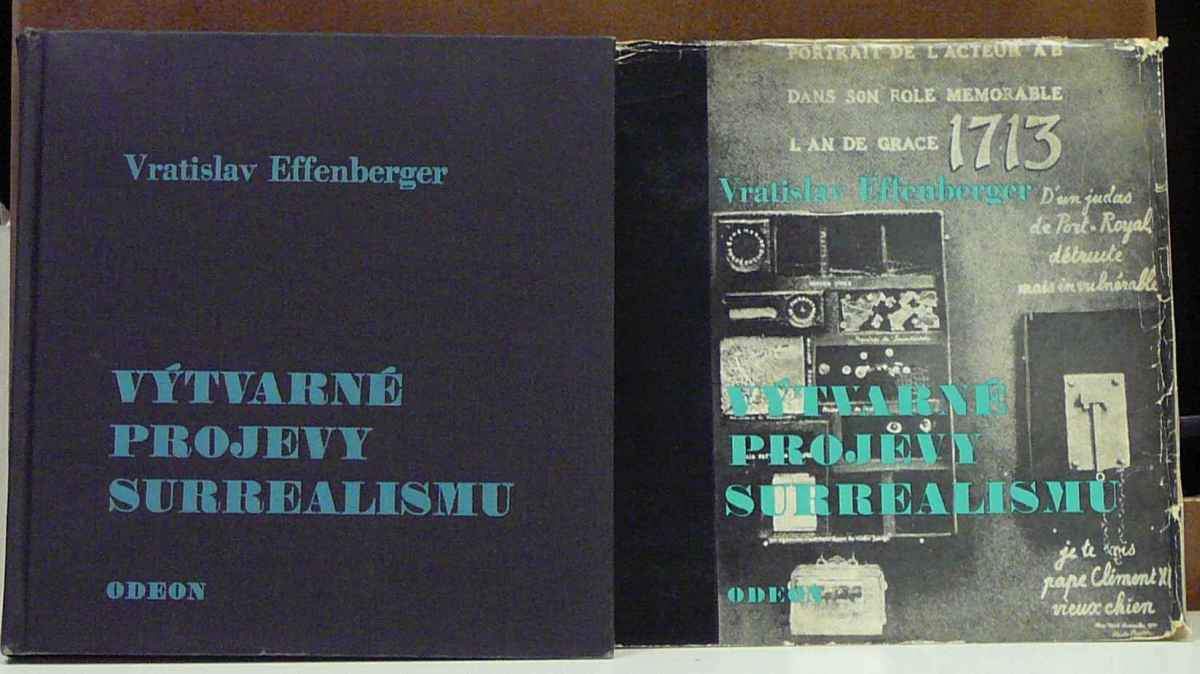 Vratislav Effenberger
VÝTVARNÉ
PROJEVY
SURREALISMU
ODEON
PORTRAIT DE L'ACTEUR A B
DANS SON ROLE MEMORABLE
L AN DE GRACE 1713
Vratislav Effenberger
D'un judas
de Port-Royal
détruite
mais invulnérable
VÝTVARNÉ
PROJEVY
SURREALISMU
je te vois
pape Clément XI
vieux chien
ODEON